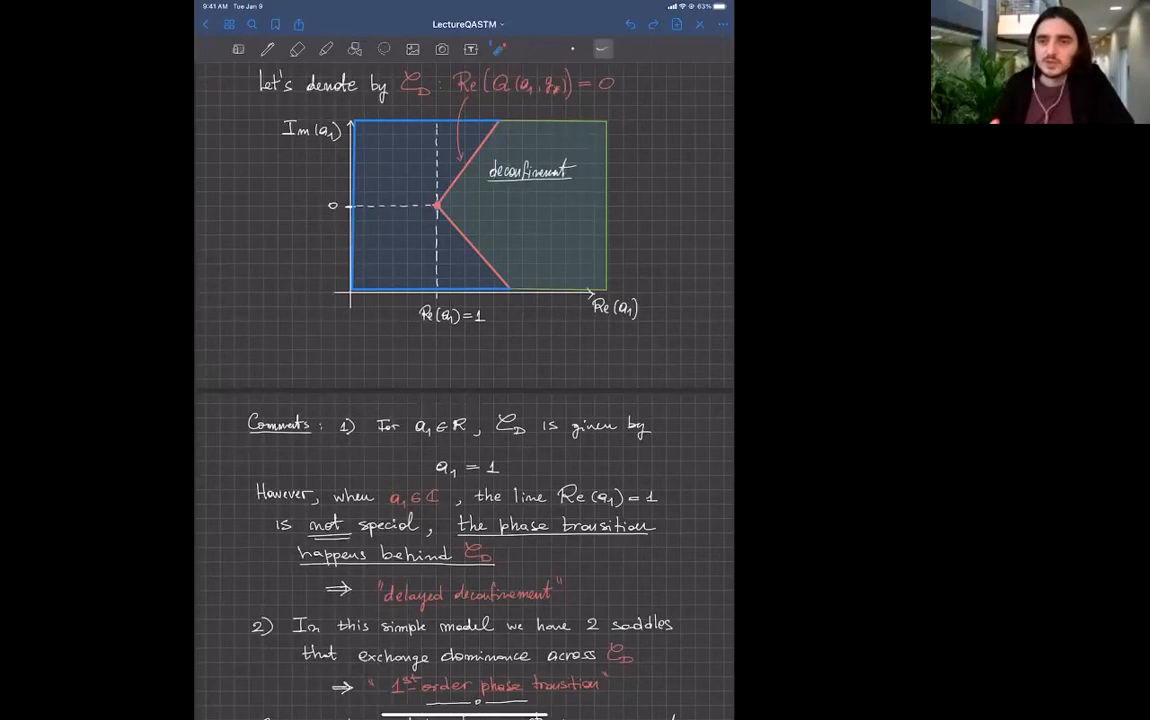 9:41 AM Tue Jan 9
63%
LectureQASTM
Let's denote by 𝒞_D : Re(Q(a₁, g*)) = 0
Im(a₁)
deconfinement
0
Re(a₁)
Re(a₁) = 1
Comments : 1) For a₁ ∈ ℝ, 𝒞_D is given by
a₁ = 1
However, when a₁ ∈ ℂ, the line Re(a₁) = 1
is not special, the phase transition
happens behind 𝒞_D
⇒ "delayed deconfinement"
2) In this simple model we have 2 saddles
that exchange dominance across 𝒞_D
⇒ "1st-order phase transition"